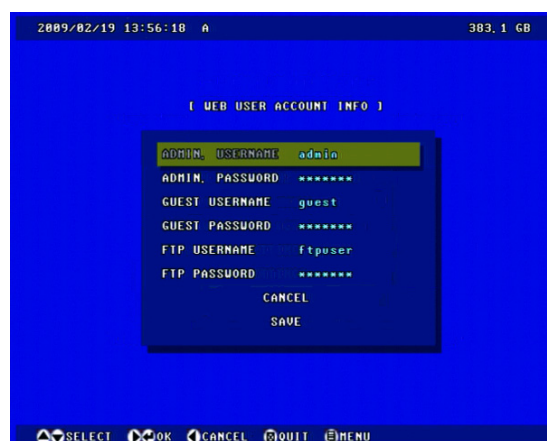 2009/02/19 13:56:18 A 383.1 GB
[ WEB USER ACCOUNT INFO ]
ADMIN. USERNAME admin
ADMIN. PASSWORD *******
GUEST USERNAME guest
GUEST PASSWORD *******
FTP USERNAME ftpuser
FTP PASSWORD *******
CANCEL
SAVE
SELECT OK CANCEL QUIT MENU